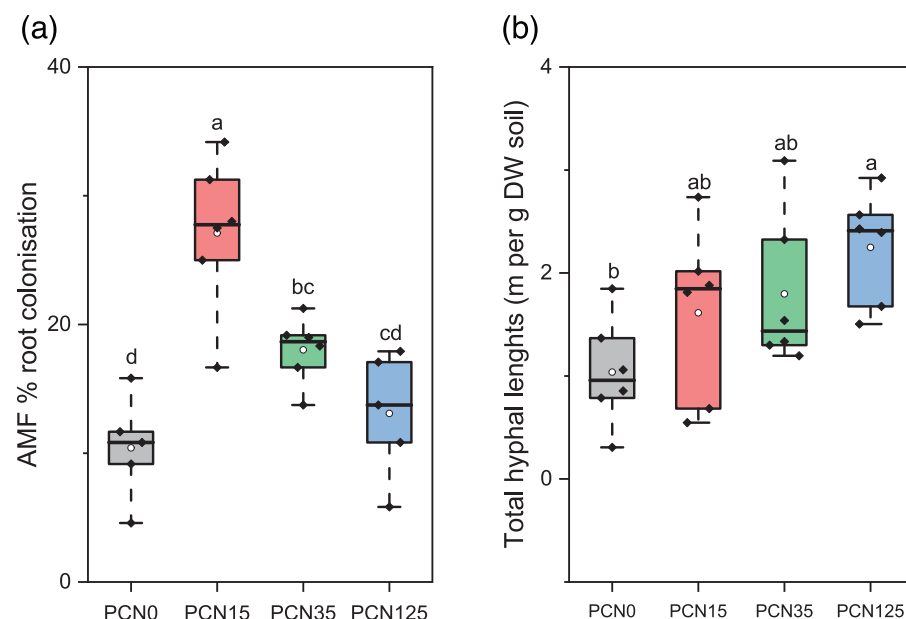 (a)
AMF % root colonisation
40
20
0
d
a
bc
cd
PCN0 PCN15 PCN35 PCN125
(b)
Total hyphal lenghts (m per g DW soil)
4
2
0
b
ab
ab
a
PCN0 PCN15 PCN35 PCN125